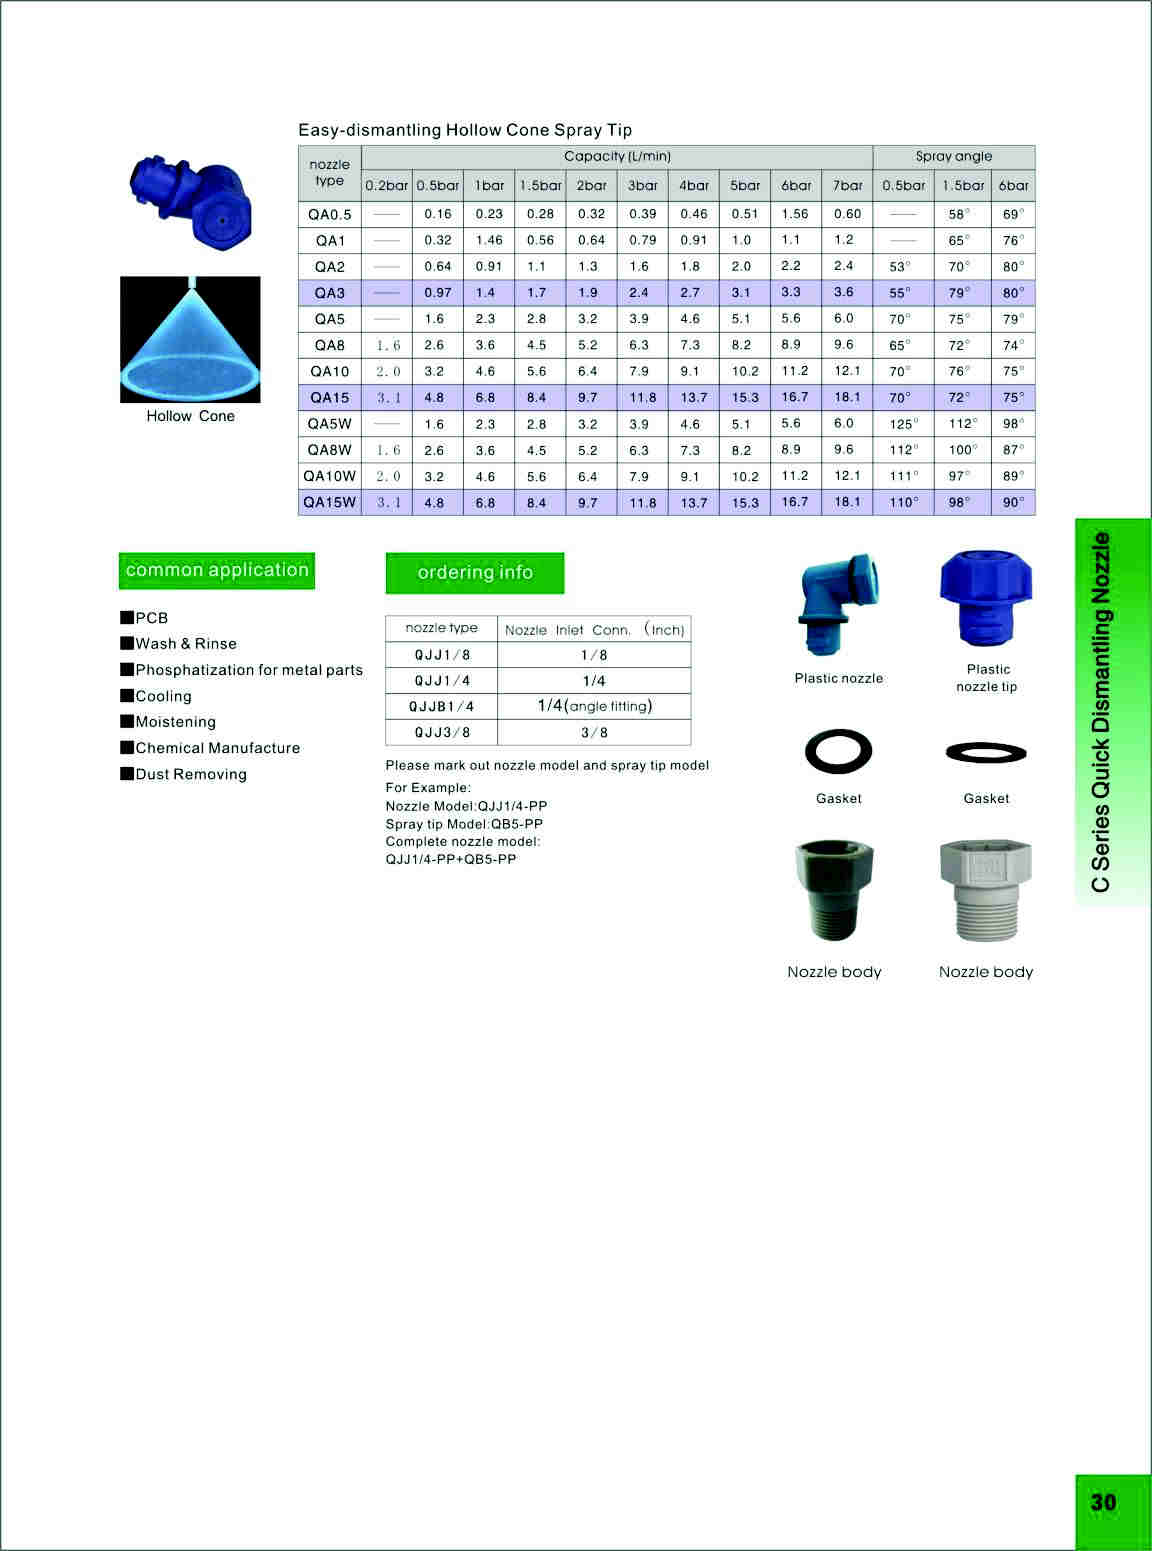 Easy-dismantling Hollow Cone Spray Tip
nozzle type Capacity (L/min) Spray angle
0.2bar 0.5bar 1bar 1.5bar 2bar 3bar 4bar 5bar 6bar 7bar 0.5bar 1.5bar 6bar
QA0.5 —— 0.16 0.23 0.28 0.32 0.39 0.46 0.51 1.56 0.60 —— 58° 69°
QA1 —— 0.32 1.46 0.56 0.64 0.79 0.91 1.0 1.1 1.2 —— 65° 76°
QA2 —— 0.64 0.91 1.1 1.3 1.6 1.8 2.0 2.2 2.4 53° 70° 80°
QA3 —— 0.97 1.4 1.7 1.9 2.4 2.7 3.1 3.3 3.6 55° 79° 80°
QA5 —— 1.6 2.3 2.8 3.2 3.9 4.6 5.1 5.6 6.0 70° 75° 79°
QA8 1.6 2.6 3.6 4.5 5.2 6.3 7.3 8.2 8.9 9.6 65° 72° 74°
QA10 2.0 3.2 4.6 5.6 6.4 7.9 9.1 10.2 11.2 12.1 70° 76° 75°
QA15 3.1 4.8 6.8 8.4 9.7 11.8 13.7 15.3 16.7 18.1 70° 72° 75°
QA5W —— 1.6 2.3 2.8 3.2 3.9 4.6 5.1 5.6 6.0 125° 112° 98°
QA8W 1.6 2.6 3.6 4.5 5.2 6.3 7.3 8.2 8.9 9.6 112° 100° 87°
QA10W 2.0 3.2 4.6 5.6 6.4 7.9 9.1 10.2 11.2 12.1 111° 97° 89°
QA15W 3.1 4.8 6.8 8.4 9.7 11.8 13.7 15.3 16.7 18.1 110° 98° 90°
Hollow Cone
common application
■PCB
■Wash & Rinse
■Phosphatization for metal parts
■Cooling
■Moistening
■Chemical Manufacture
■Dust Removing
ordering info
nozzle type Nozzle Inlet Conn. (Inch)
QJJ1/8 1/8
QJJ1/4 1/4
QJJB1/4 1/4(angle fitting)
QJJ3/8 3/8
Please mark out nozzle model and spray tip model
For Example:
Nozzle Model:QJJ1/4-PP
Spray tip Model:QB5-PP
Complete nozzle model:
QJJ1/4-PP+QB5-PP
Plastic nozzle
Plastic
nozzle tip
Gasket
Gasket
Nozzle body
Nozzle body
C Series Quick Dismantling Nozzle
30